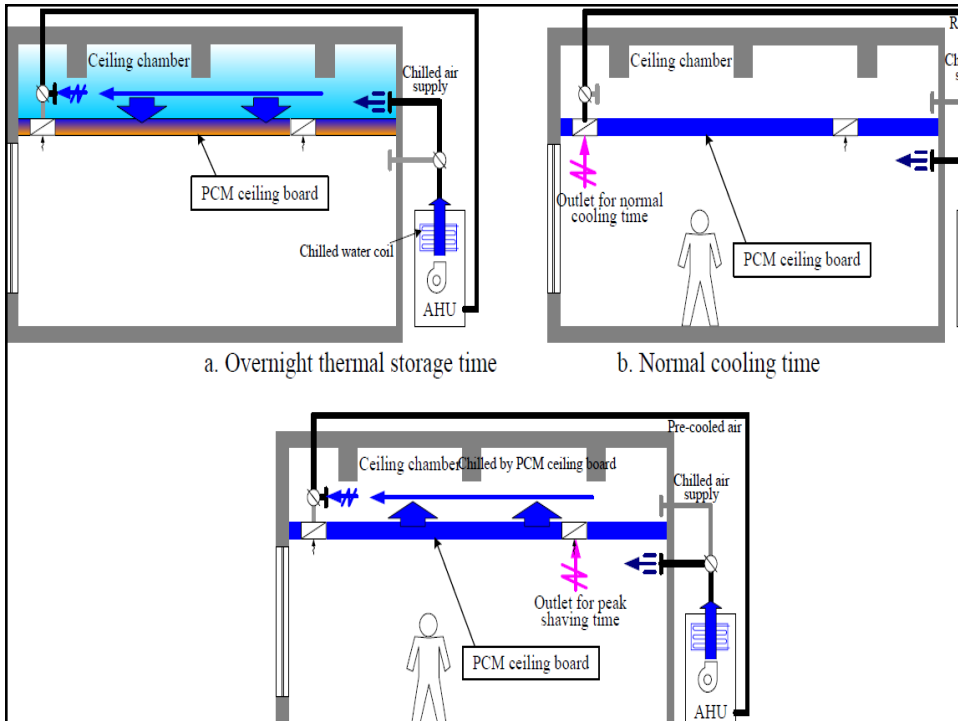 Ceiling chamber
Chilled air
supply
PCM ceiling board
Chilled water coil
AHU
a. Overnight thermal storage time
R
Ceiling chamber
Ch
s
Outlet for normal
cooling time
PCM ceiling board
b. Normal cooling time
Pre-cooled air
Ceiling chamber
Chilled by PCM ceiling board
Chilled air
supply
Outlet for peak
shaving time
PCM ceiling board
AHU